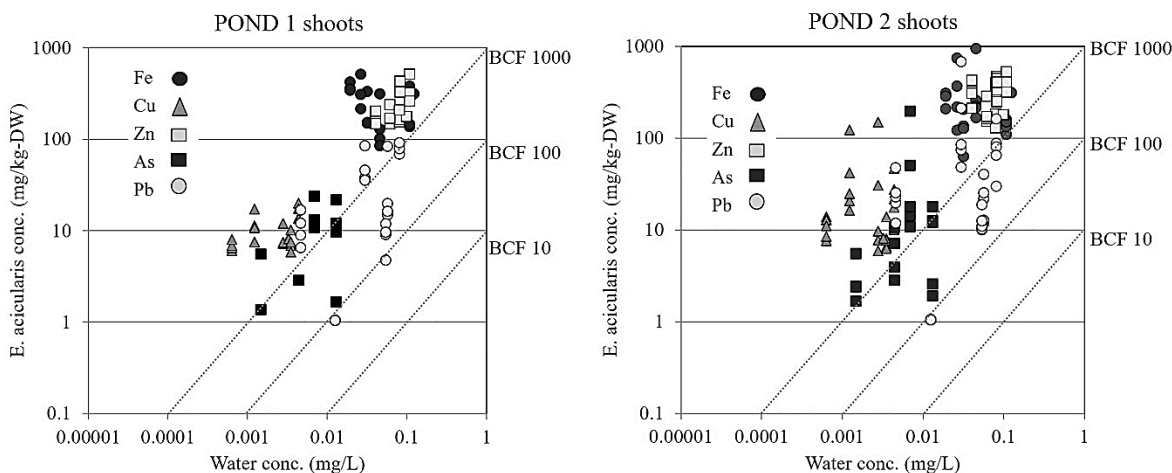 POND 1 shoots
E. acicularis conc. (mg/kg-DW)
1000
100
10
1
0.1
Fe
Cu
Zn
As
Pb
BCF 1000
BCF 100
BCF 10
0.00001
0.0001
0.001
0.01
0.1
1
Water conc. (mg/L)
POND 2 shoots
E. acicularis conc. (mg/kg-DW)
1000
100
10
1
0.1
Fe
Cu
Zn
As
Pb
BCF 1000
BCF 100
BCF 10
0.00001
0.0001
0.001
0.01
0.1
1
Water conc. (mg/L)